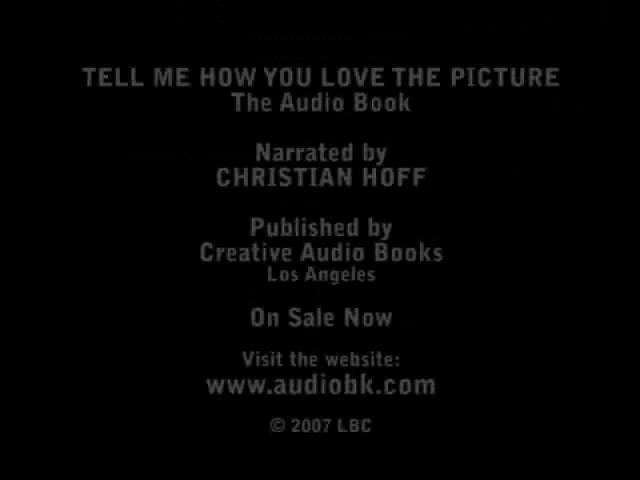 TELL ME HOW YOU LOVE THE PICTURE
The Audio Book
Narrated by
CHRISTIAN HOFF
Published by
Creative Audio Books
Los Angeles
On Sale Now
Visit the website:
www.audiobk.com
© 2007 LBC